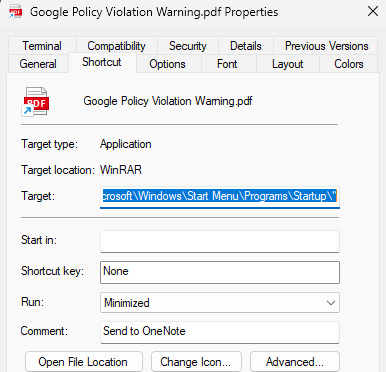 Google Policy Violation Warning.pdf Properties
Terminal Compatibility Security Details Previous Versions
General Shortcut Options Font Layout Colors
PDF Google Policy Violation Warning.pdf
Target type: Application
Target location: WinRAR
Target: crosoft\Windows\Start Menu\Programs\Startup\"
Start in:
Shortcut key: None
Run: Minimized
Comment: Send to OneNote
Open File Location Change Icon... Advanced...